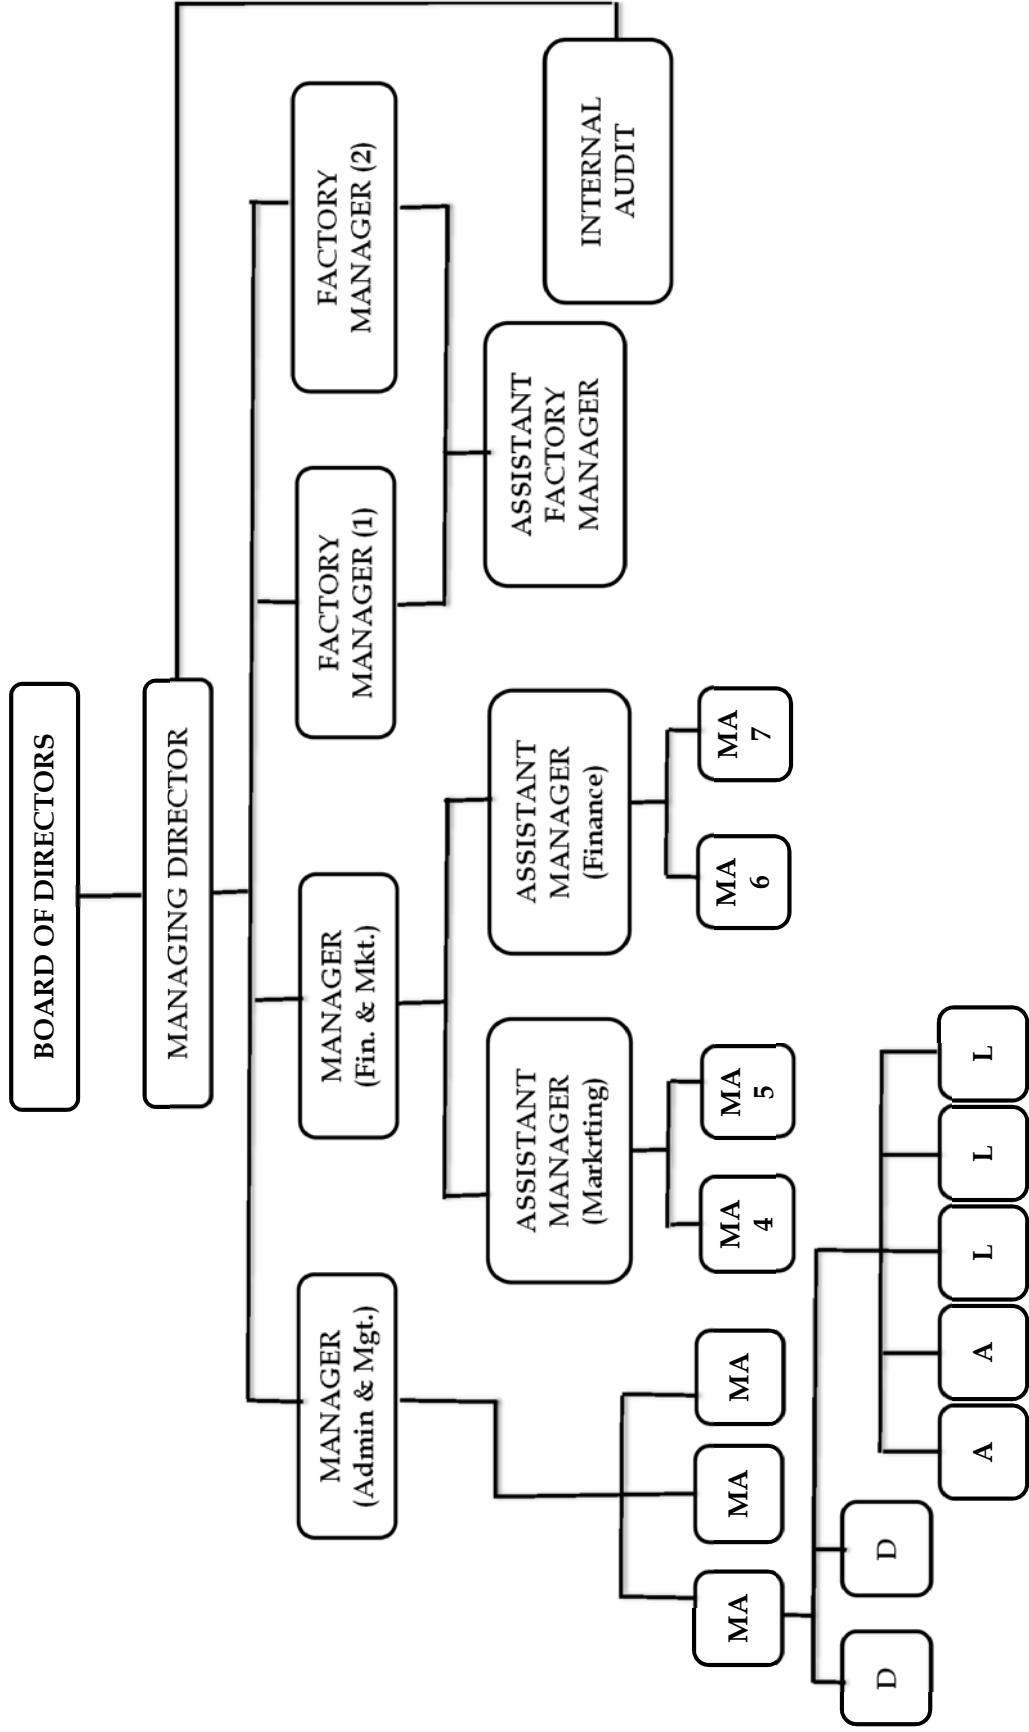 BOARD OF DIRECTORS
MANAGING DIRECTOR
MANAGER
(Admin & Mgt.)
MANAGER
(Fin. & Mkt.)
FACTORY
MANAGER (1)
FACTORY
MANAGER (2)
ASSISTANT
MANAGER
(Markrting)
ASSISTANT
MANAGER
(Finance)
ASSISTANT
FACTORY
MANAGER
INTERNAL
AUDIT
MA
MA
MA
MA
4
MA
5
MA
6
MA
7
D
D
A
A
L
L
L